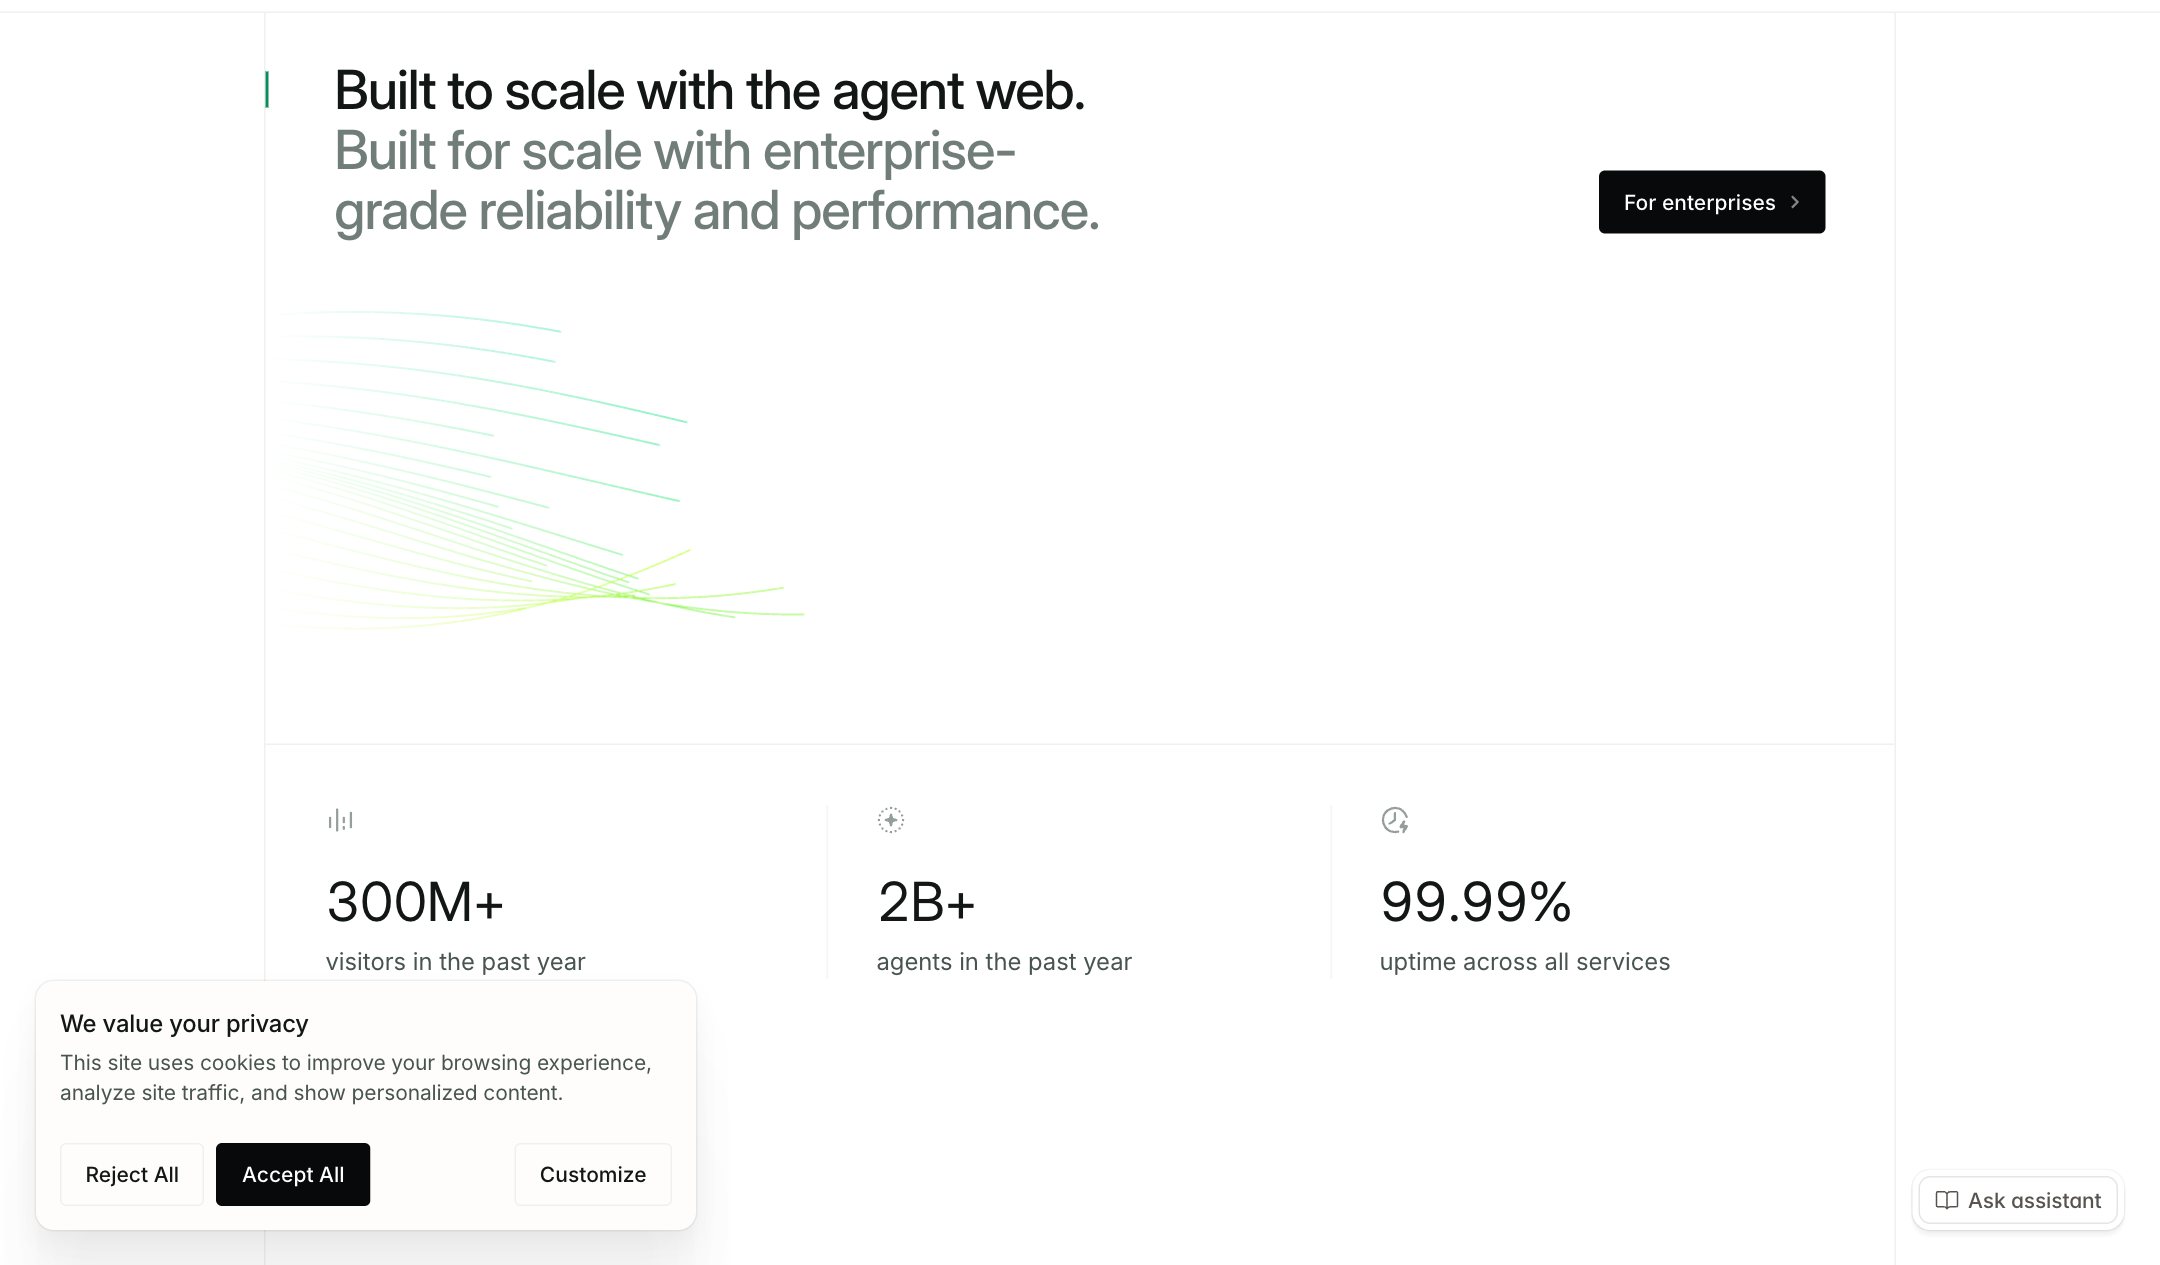 Built to scale with the agent web.
Built for scale with enterprise-
grade reliability and performance.
For enterprises
300M+
visitors in the past year
2B+
agents in the past year
99.99%
uptime across all services
We value your privacy
This site uses cookies to improve your browsing experience,
analyze site traffic, and show personalized content.
Reject All
Accept All
Customize
Ask assistant